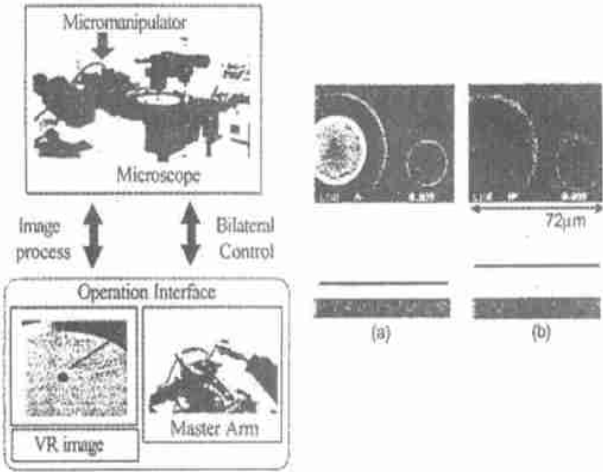 Micromanipulator
Microscope
Image
process
Bilateral
Control
Operation Interface
VR image
Master Arm
72µm
(a)
(b)